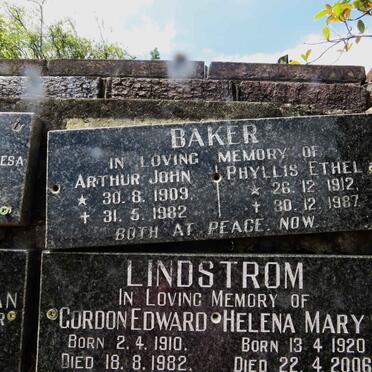 BAKER
IN LOVING MEMORY OF
ARTHUR JOHN PHYLLIS ETHEL
★ 30.8.1909 ★ 26.12.1912.
✝ 31.5.1982 ✝ 30.12.1987.
BOTH AT PEACE NOW.
LINDSTROM
IN LOVING MEMORY OF
GORDON EDWARD HELENA MARY
BORN 2.4.1910. BORN 13 4 1920
DIED 18.8.1982. DIED 22.4.2006